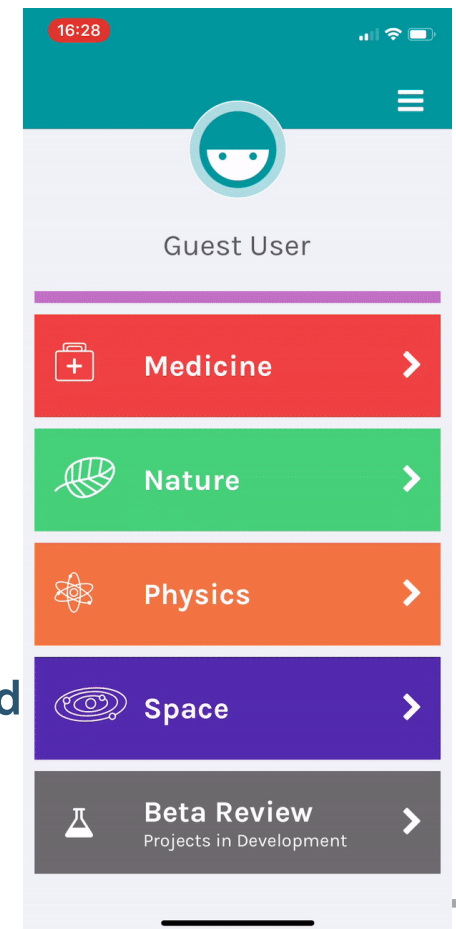 16:28
Guest User
Medicine
Nature
Physics
d
Space
Beta Review
Projects in Development